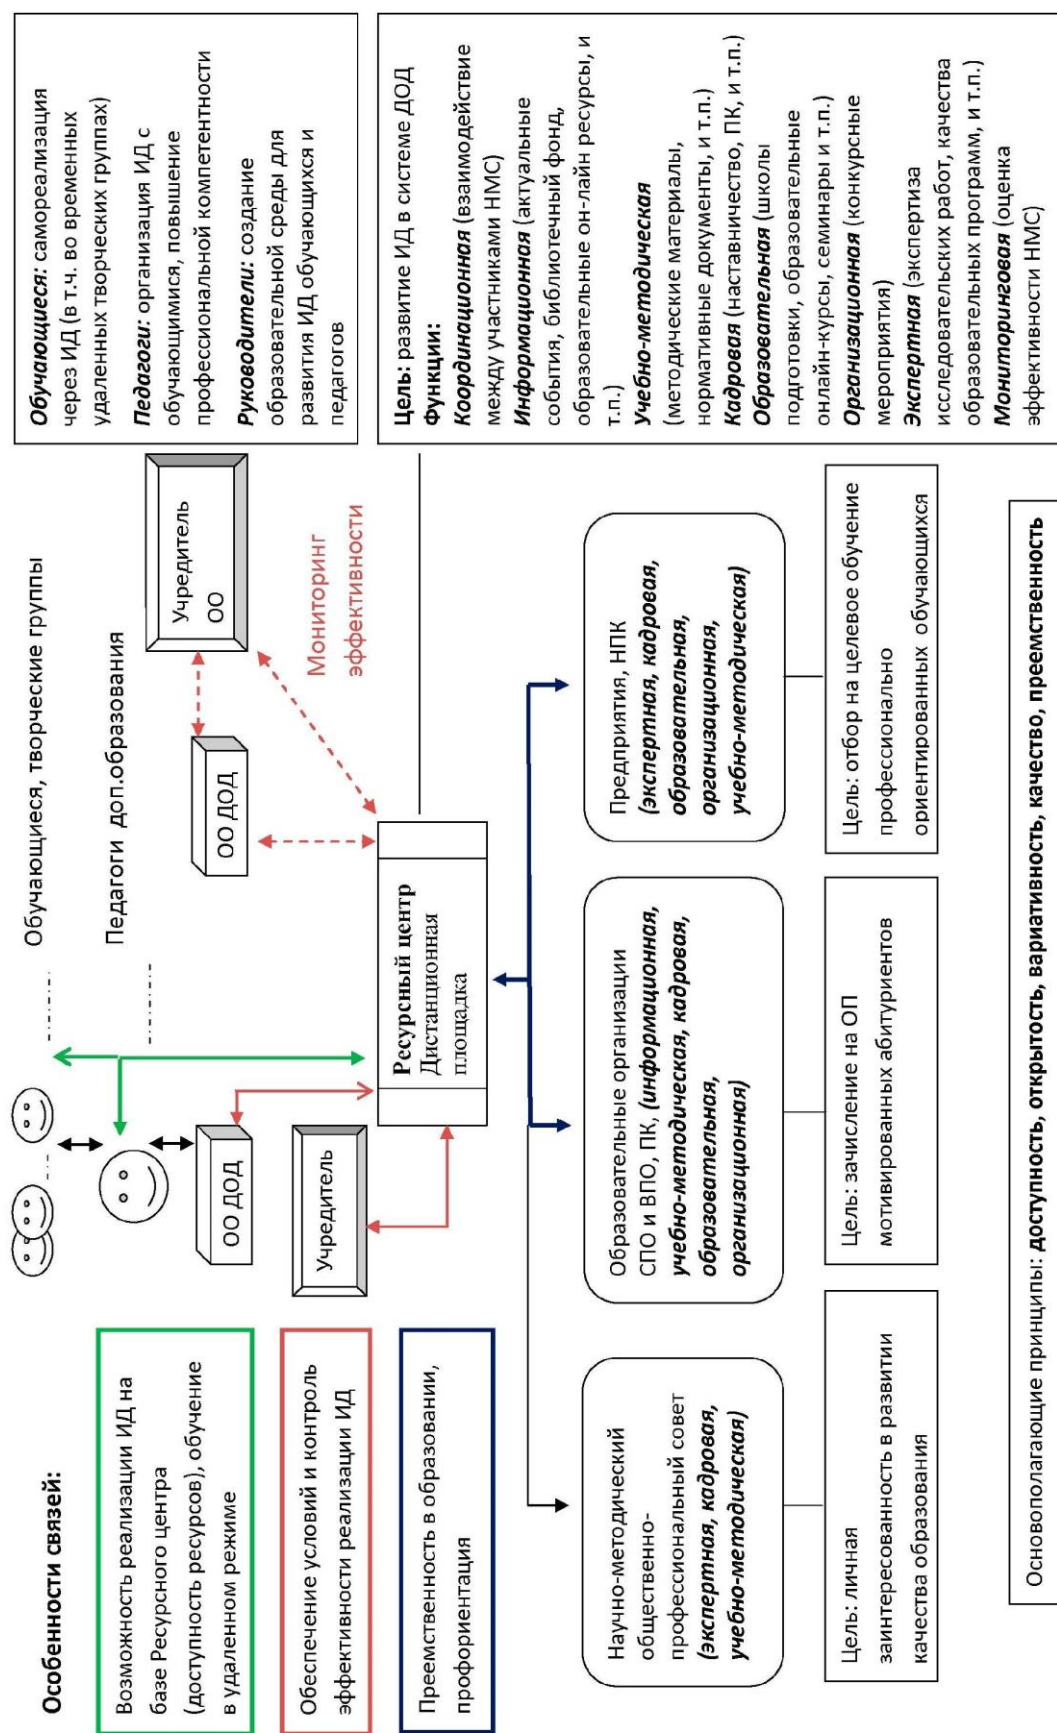 Особенности связей:
Возможность реализации ИД на
базе Ресурсного центра
(доступность ресурсов), обучение
в удаленном режиме
Обеспечение условий и контроль
эффективности реализации ИД
Преемственность в образовании,
профориентация
Обучающиеся, творческие группы
Педагоги доп.образования
ОО ДОД
Учредитель
ОО ДОД
Учредитель
ОО
Мониторинг
эффективности
Ресурсный центр
Дистанционная
площадка
Обучающиеся: самореализация
через ИД (в т.ч. во временных
удаленных творческих группах)
Педагоги: организация ИД с
обучающимися, повышение
профессиональной компетентности
Руководители: создание
образовательной среды для
развития ИД обучающихся и
педагогов
Цель: развитие ИД в системе ДОД
Функции:
Координационная (взаимодействие
между участниками НМС)
Информационная (актуальные
события, библиотечный фонд,
образовательные он-лайн ресурсы, и
т.п.)
Учебно-методическая
(методические материалы,
нормативные документы, и т.п.)
Кадровая (наставничество, ПК, и т.п.)
Образовательная (школы
подготовки, образовательные
онлайн-курсы, семинары и т.п.)
Организационная (конкурсные
мероприятия)
Экспертная (экспертиза
исследовательских работ, качества
образовательных программ, и т.п.)
Мониторинговая (оценка
эффективности НМС)
Научно-методический
общественно-
профессиональный совет
(экспертная, кадровая,
учебно-методическая)
Образовательные организации
СПО и ВПО, ПК, (информационная,
учебно-методическая, кадровая,
образовательная,
организационная)
Предприятия, НПК
(экспертная, кадровая,
образовательная,
организационная,
учебно-методическая)
Цель: личная
заинтересованность в развитии
качества образования
Цель: зачисление на ОП
мотивированных абитуриентов
Цель: отбор на целевое обучение
профессионально
ориентированных обучающихся
Основополагающие принципы: доступность, открытость, вариативность, качество, преемственность